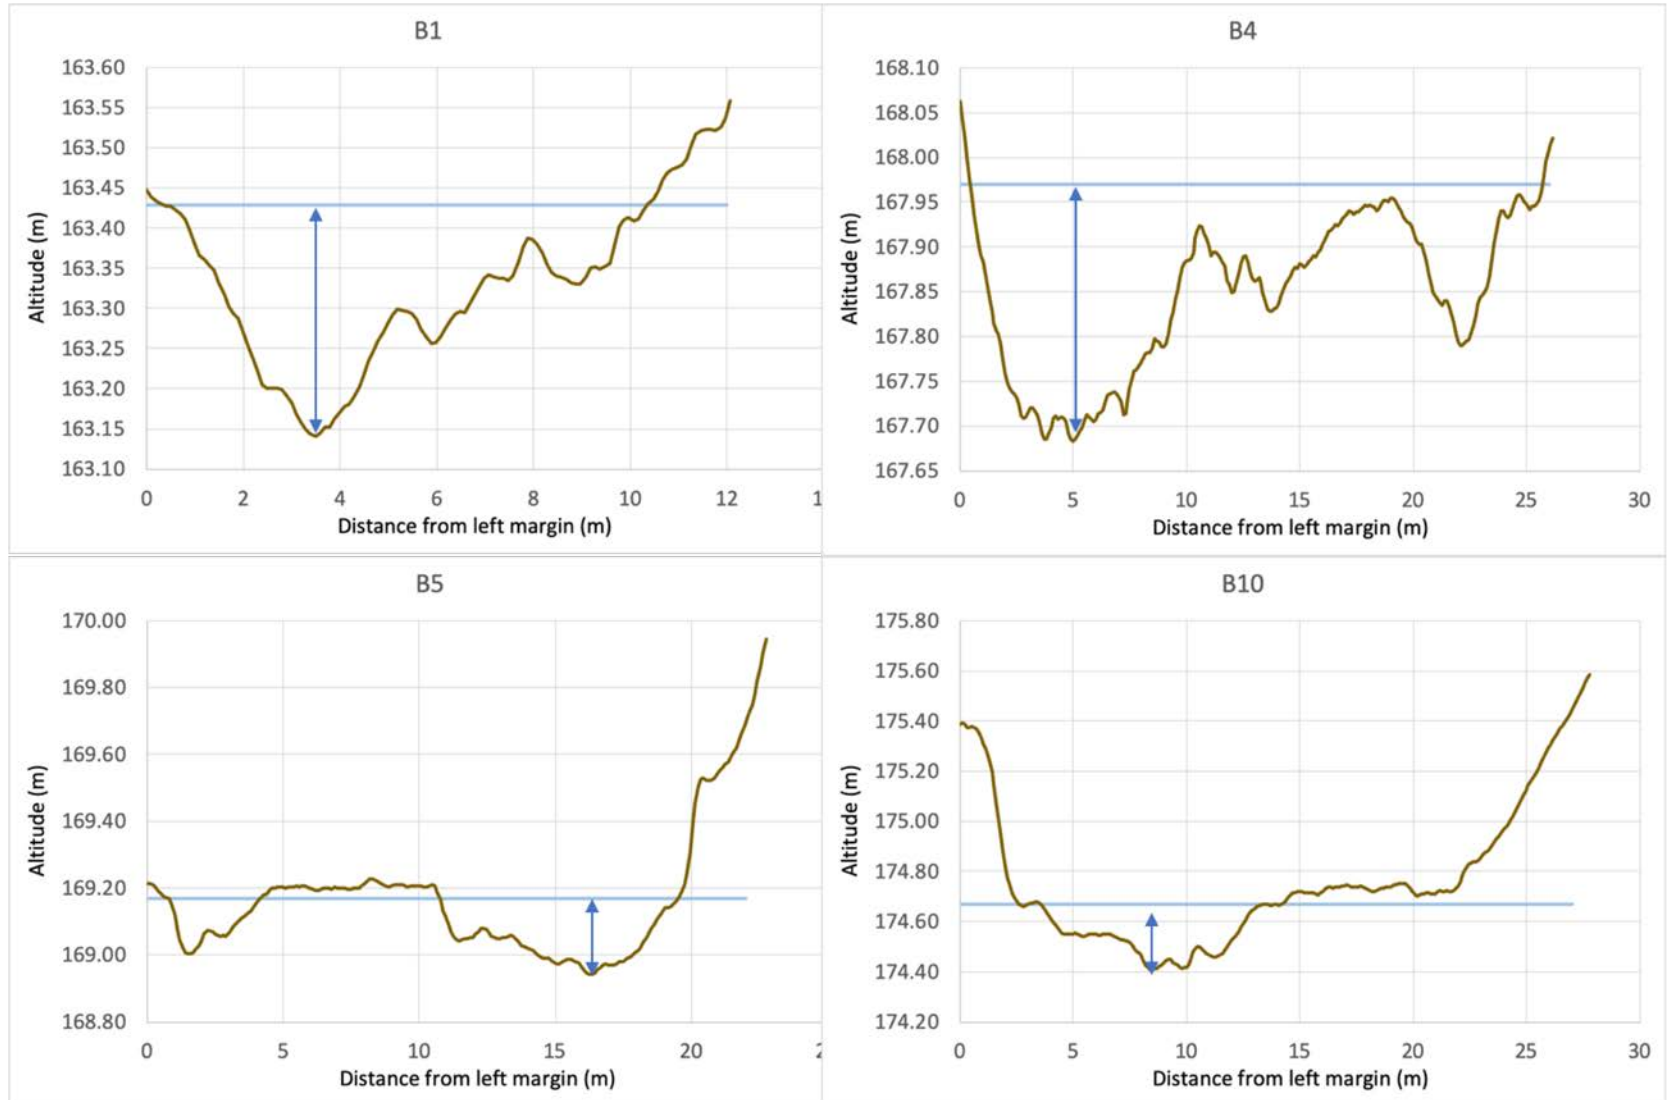 B1
163.60
163.55
163.50
163.45
163.40
163.35
163.30
163.25
163.20
163.15
163.10
Altitude (m)
0 2 4 6 8 10 12 1
Distance from left margin (m)
B4
168.10
168.05
168.00
167.95
167.90
167.85
167.80
167.75
167.70
167.65
Altitude (m)
0 5 10 15 20 25 30
Distance from left margin (m)
B5
170.00
169.80
169.60
169.40
169.20
169.00
168.80
Altitude (m)
0 5 10 15 20
Distance from left margin (m)
B10
175.80
175.60
175.40
175.20
175.00
174.80
174.60
174.40
174.20
Altitude (m)
0 5 10 15 20 25 30
Distance from left margin (m)